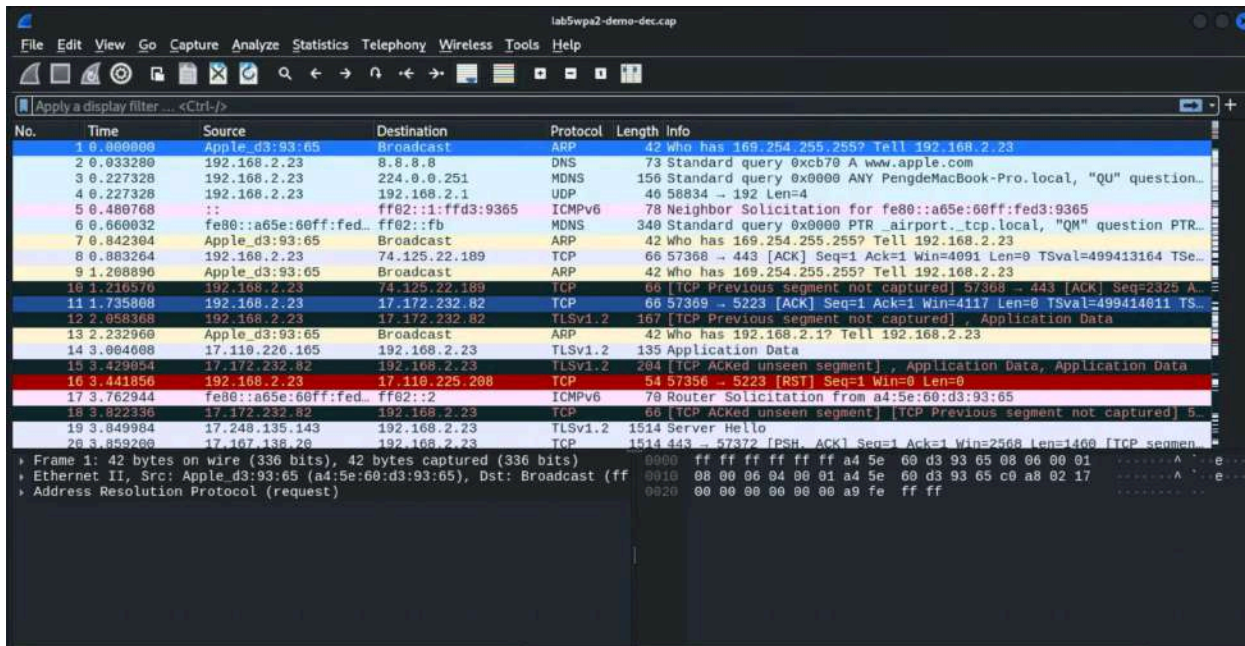 lab5wpa2-demo-dec.cap
File Edit View Go Capture Analyze Statistics Telephony Wireless Tools Help
Apply a display filter ... <Ctrl-/>
No. Time Source Destination Protocol Length Info
1 0.000000 Apple_d3:93:65 Broadcast ARP 42 Who has 169.254.255.255? Tell 192.168.2.23
2 0.033280 192.168.2.23 8.8.8.8 DNS 73 Standard query 0xcb70 A www.apple.com
3 0.227328 192.168.2.23 224.0.0.251 MDNS 156 Standard query 0x0000 ANY PengdeMacBook-Pro.local, "QU" question…
4 0.227328 192.168.2.23 192.168.2.1 UDP 46 58834 → 192 Len=4
5 0.480768 :: ff02::1:ffd3:9365 ICMPv6 78 Neighbor Solicitation for fe80::a65e:60ff:fed3:9365
6 0.660032 fe80::a65e:60ff:fed… ff02::fb MDNS 340 Standard query 0x0000 PTR _airport._tcp.local, "QM" question PTR…
7 0.842304 Apple_d3:93:65 Broadcast ARP 42 Who has 169.254.255.255? Tell 192.168.2.23
8 0.883264 192.168.2.23 74.125.22.189 TCP 66 57368 → 443 [ACK] Seq=1 Ack=1 Win=4091 Len=0 TSval=499413164 TSe…
9 1.208896 Apple_d3:93:65 Broadcast ARP 42 Who has 169.254.255.255? Tell 192.168.2.23
10 1.216576 192.168.2.23 74.125.22.189 TCP 66 [TCP Previous segment not captured] 57368 → 443 [ACK] Seq=2325 A…
11 1.735808 192.168.2.23 17.172.232.82 TCP 66 57369 → 5223 [ACK] Seq=1 Ack=1 Win=4117 Len=0 TSval=499414011 TS…
12 2.058368 192.168.2.23 17.172.232.82 TLSv1.2 167 [TCP Previous segment not captured] , Application Data
13 2.232960 Apple_d3:93:65 Broadcast ARP 42 Who has 192.168.2.1? Tell 192.168.2.23
14 3.004608 17.110.226.165 192.168.2.23 TLSv1.2 135 Application Data
15 3.429054 17.172.232.82 192.168.2.23 TLSv1.2 204 [TCP ACKed unseen segment] , Application Data, Application Data
16 3.441856 192.168.2.23 17.110.225.208 TCP 54 57356 → 5223 [RST] Seq=1 Win=0 Len=0
17 3.762944 fe80::a65e:60ff:fed… ff02::2 ICMPv6 70 Router Solicitation from a4:5e:60:d3:93:65
18 3.822336 17.172.232.82 192.168.2.23 TCP 66 [TCP ACKed unseen segment] [TCP Previous segment not captured] 5…
19 3.849984 17.248.135.143 192.168.2.23 TLSv1.2 1514 Server Hello
20 3.859200 17.167.138.20 192.168.2.23 TCP 1514 443 → 57372 [PSH, ACK] Seq=1 Ack=1 Win=2568 Len=1460 [TCP segmen…
Frame 1: 42 bytes on wire (336 bits), 42 bytes captured (336 bits)
Ethernet II, Src: Apple_d3:93:65 (a4:5e:60:d3:93:65), Dst: Broadcast (ff
Address Resolution Protocol (request)
0000 ff ff ff ff ff ff a4 5e 60 d3 93 65 08 06 00 01 ·······^ `··e····
0010 08 00 06 04 00 01 a4 5e 60 d3 93 65 c0 a8 02 17 ·······^ `··e····
0020 00 00 00 00 00 00 a9 fe ff ff ········ ··